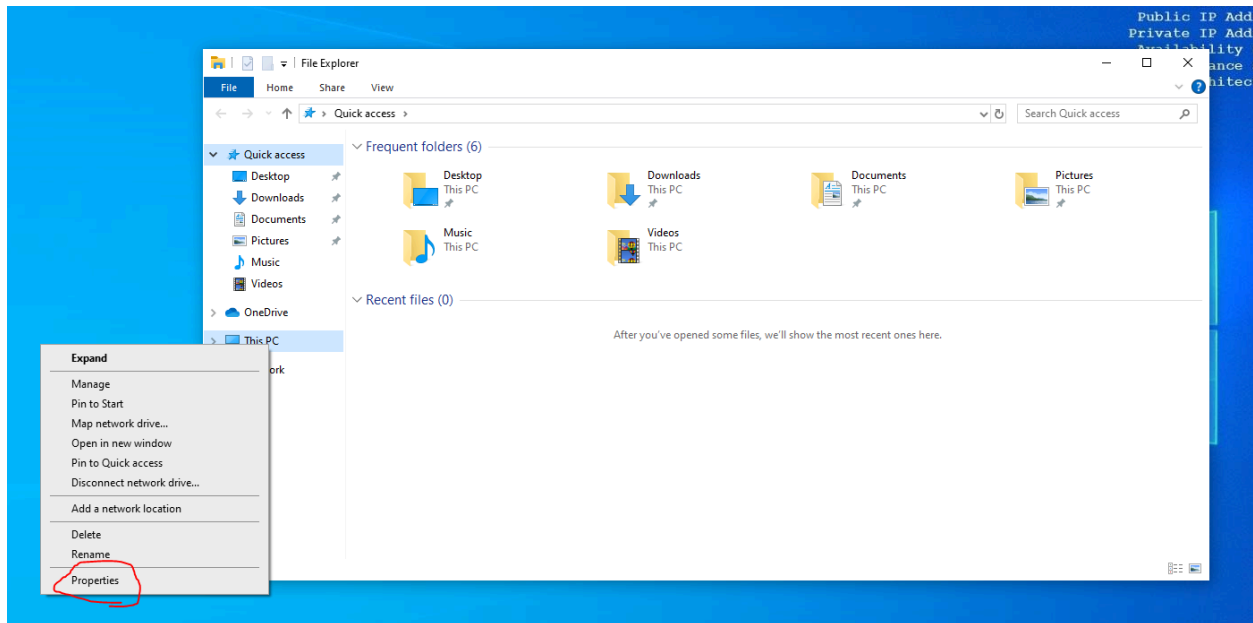 Public IP Add
Private IP Add
Availability
ance
hitec
File Explorer
File Home Share View
Quick access
Search Quick access
Quick access
Desktop
Downloads
Documents
Pictures
Music
Videos
OneDrive
This PC
ork
Frequent folders (6)
Desktop
This PC
Downloads
This PC
Documents
This PC
Pictures
This PC
Music
This PC
Videos
This PC
Recent files (0)
After you've opened some files, we'll show the most recent ones here.
Expand
Manage
Pin to Start
Map network drive...
Open in new window
Pin to Quick access
Disconnect network drive...
Add a network location
Delete
Rename
Properties